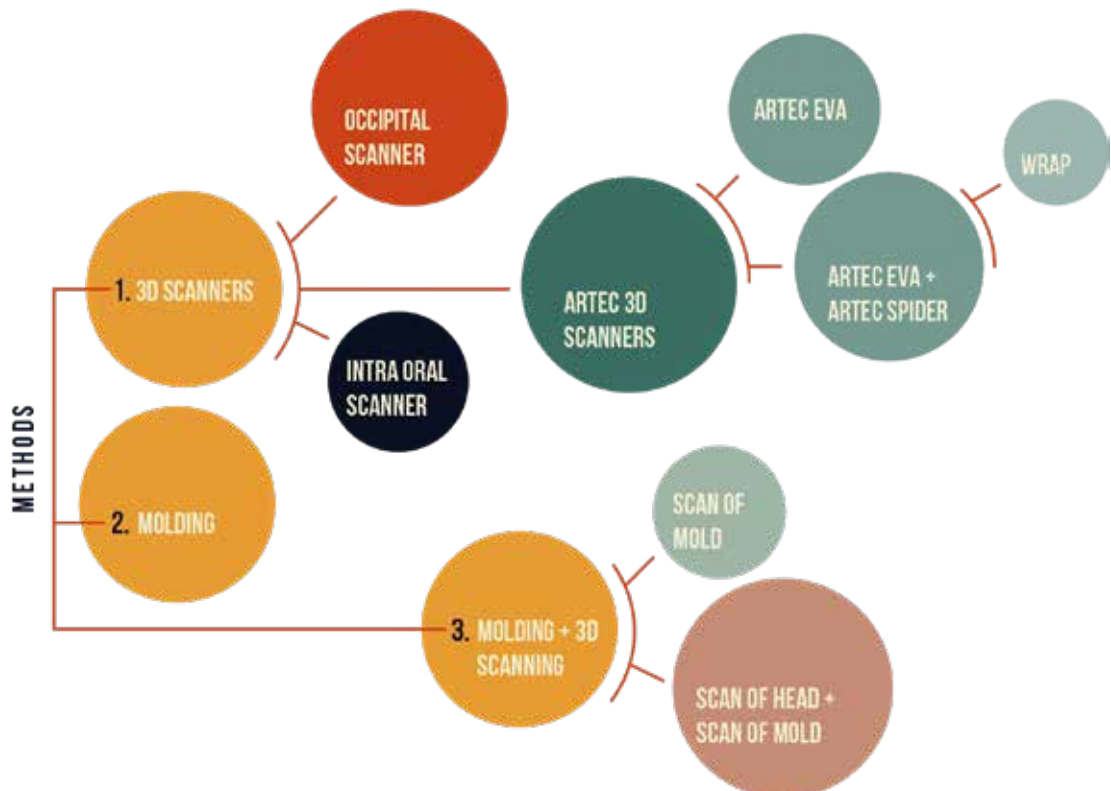 METHODS
1. 3D SCANNERS
OCCIPITAL
SCANNER
INTRA ORAL
SCANNER
ARTEC 3D
SCANNERS
ARTEC EVA
ARTEC EVA +
ARTEC SPIDER
WRAP
2. MOLDING
3. MOLDING + 3D
SCANNING
SCAN OF
MOLD
SCAN OF HEAD +
SCAN OF MOLD